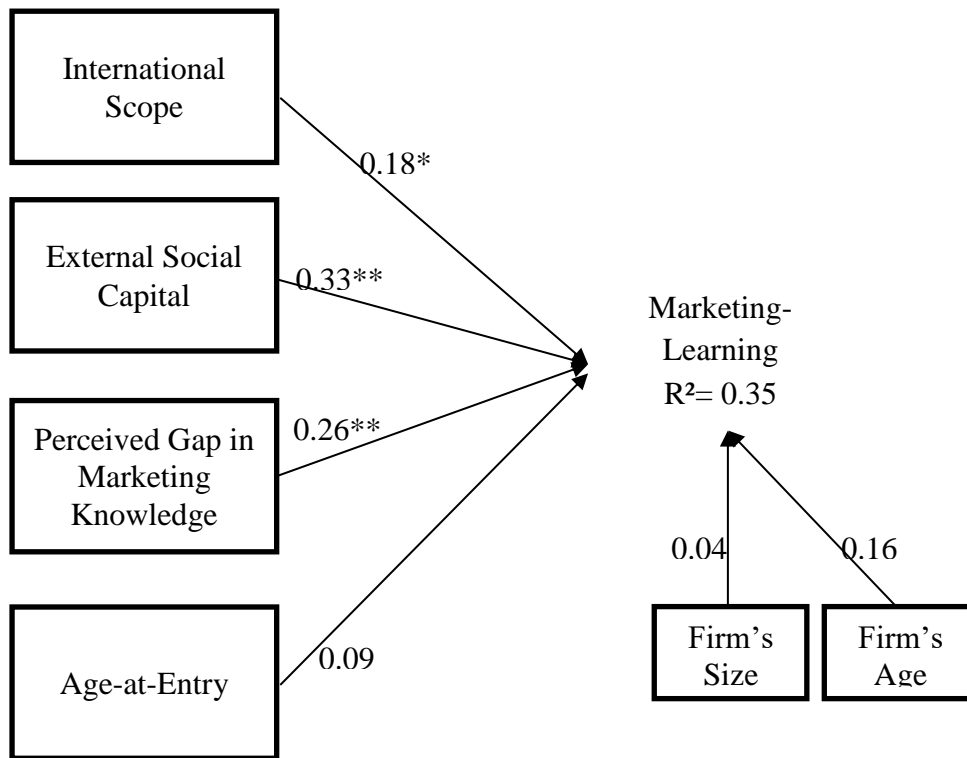 International
Scope
0.18*
External Social
Capital
0.33**
Marketing-
Learning
R²= 0.35
Perceived Gap in
Marketing
Knowledge
0.26**
0.04
0.16
Age-at-Entry
0.09
Firm’s
Size
Firm’s
Age